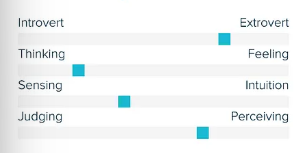 Introvert Extrovert
Thinking Feeling
Sensing Intuition
Judging Perceiving